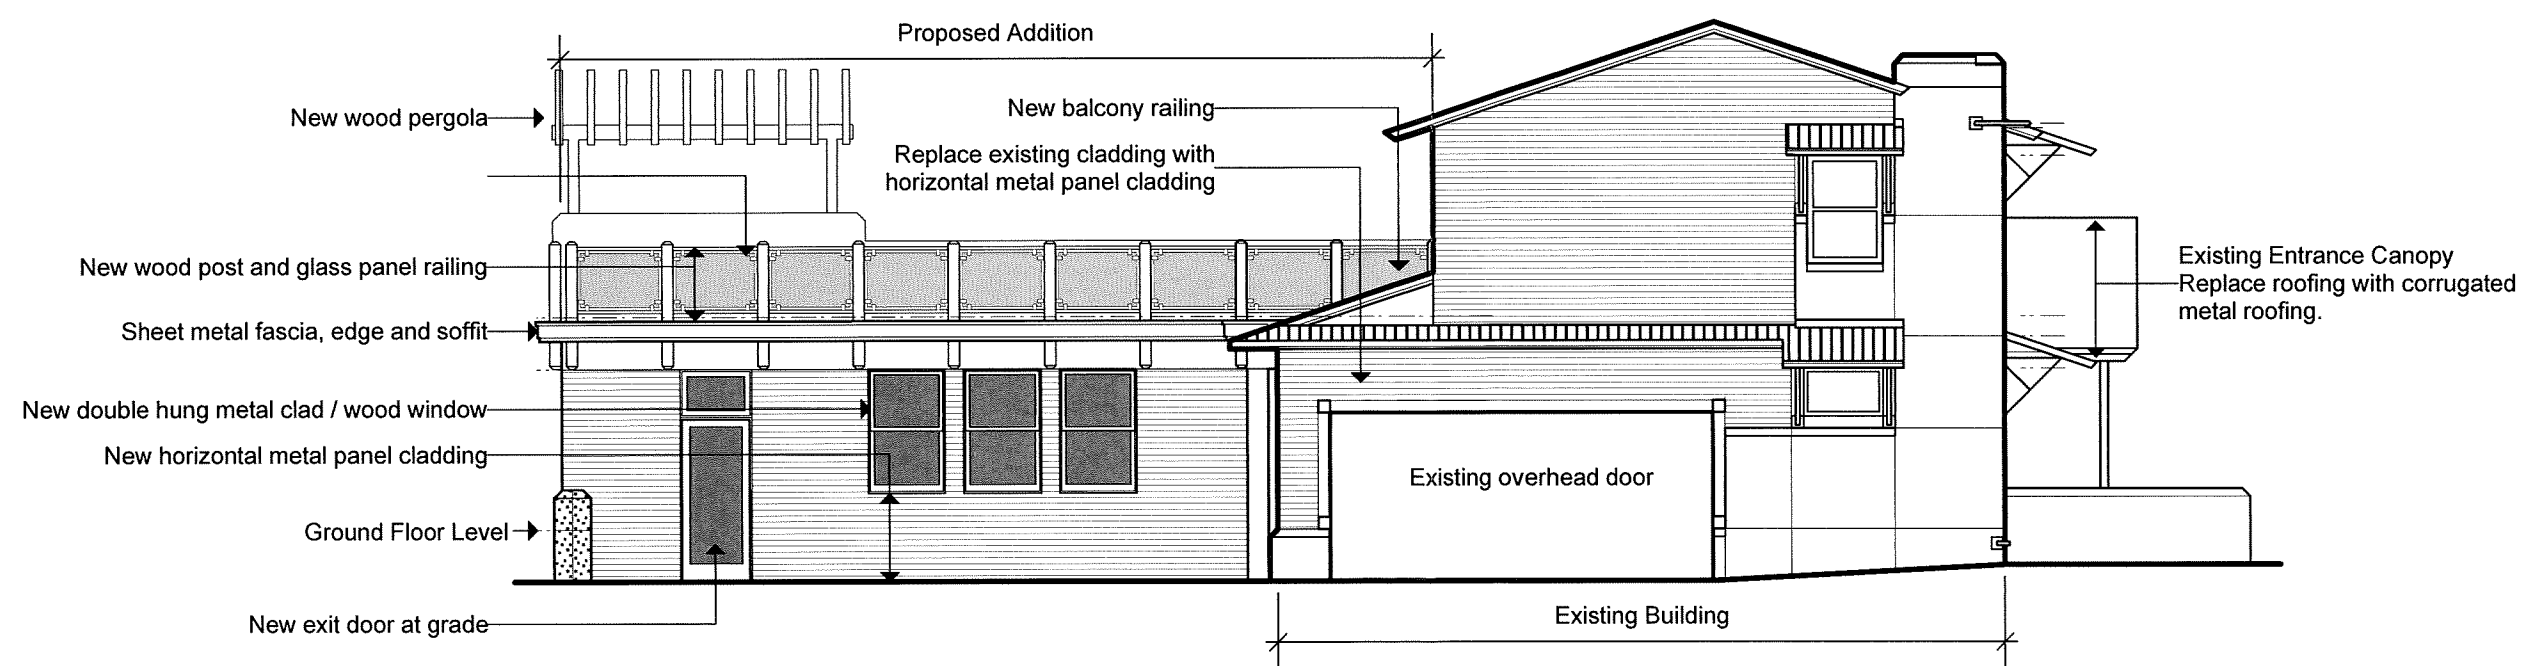 Proposed Addition
New wood pergola
New balcony railing
Replace existing cladding with
horizontal metal panel cladding
New wood post and glass panel railing
Existing Entrance Canopy
Replace roofing with corrugated
metal roofing.
Sheet metal fascia, edge and soffit
New double hung metal clad / wood window
New horizontal metal panel cladding
Existing overhead door
Ground Floor Level
New exit door at grade
Existing Building